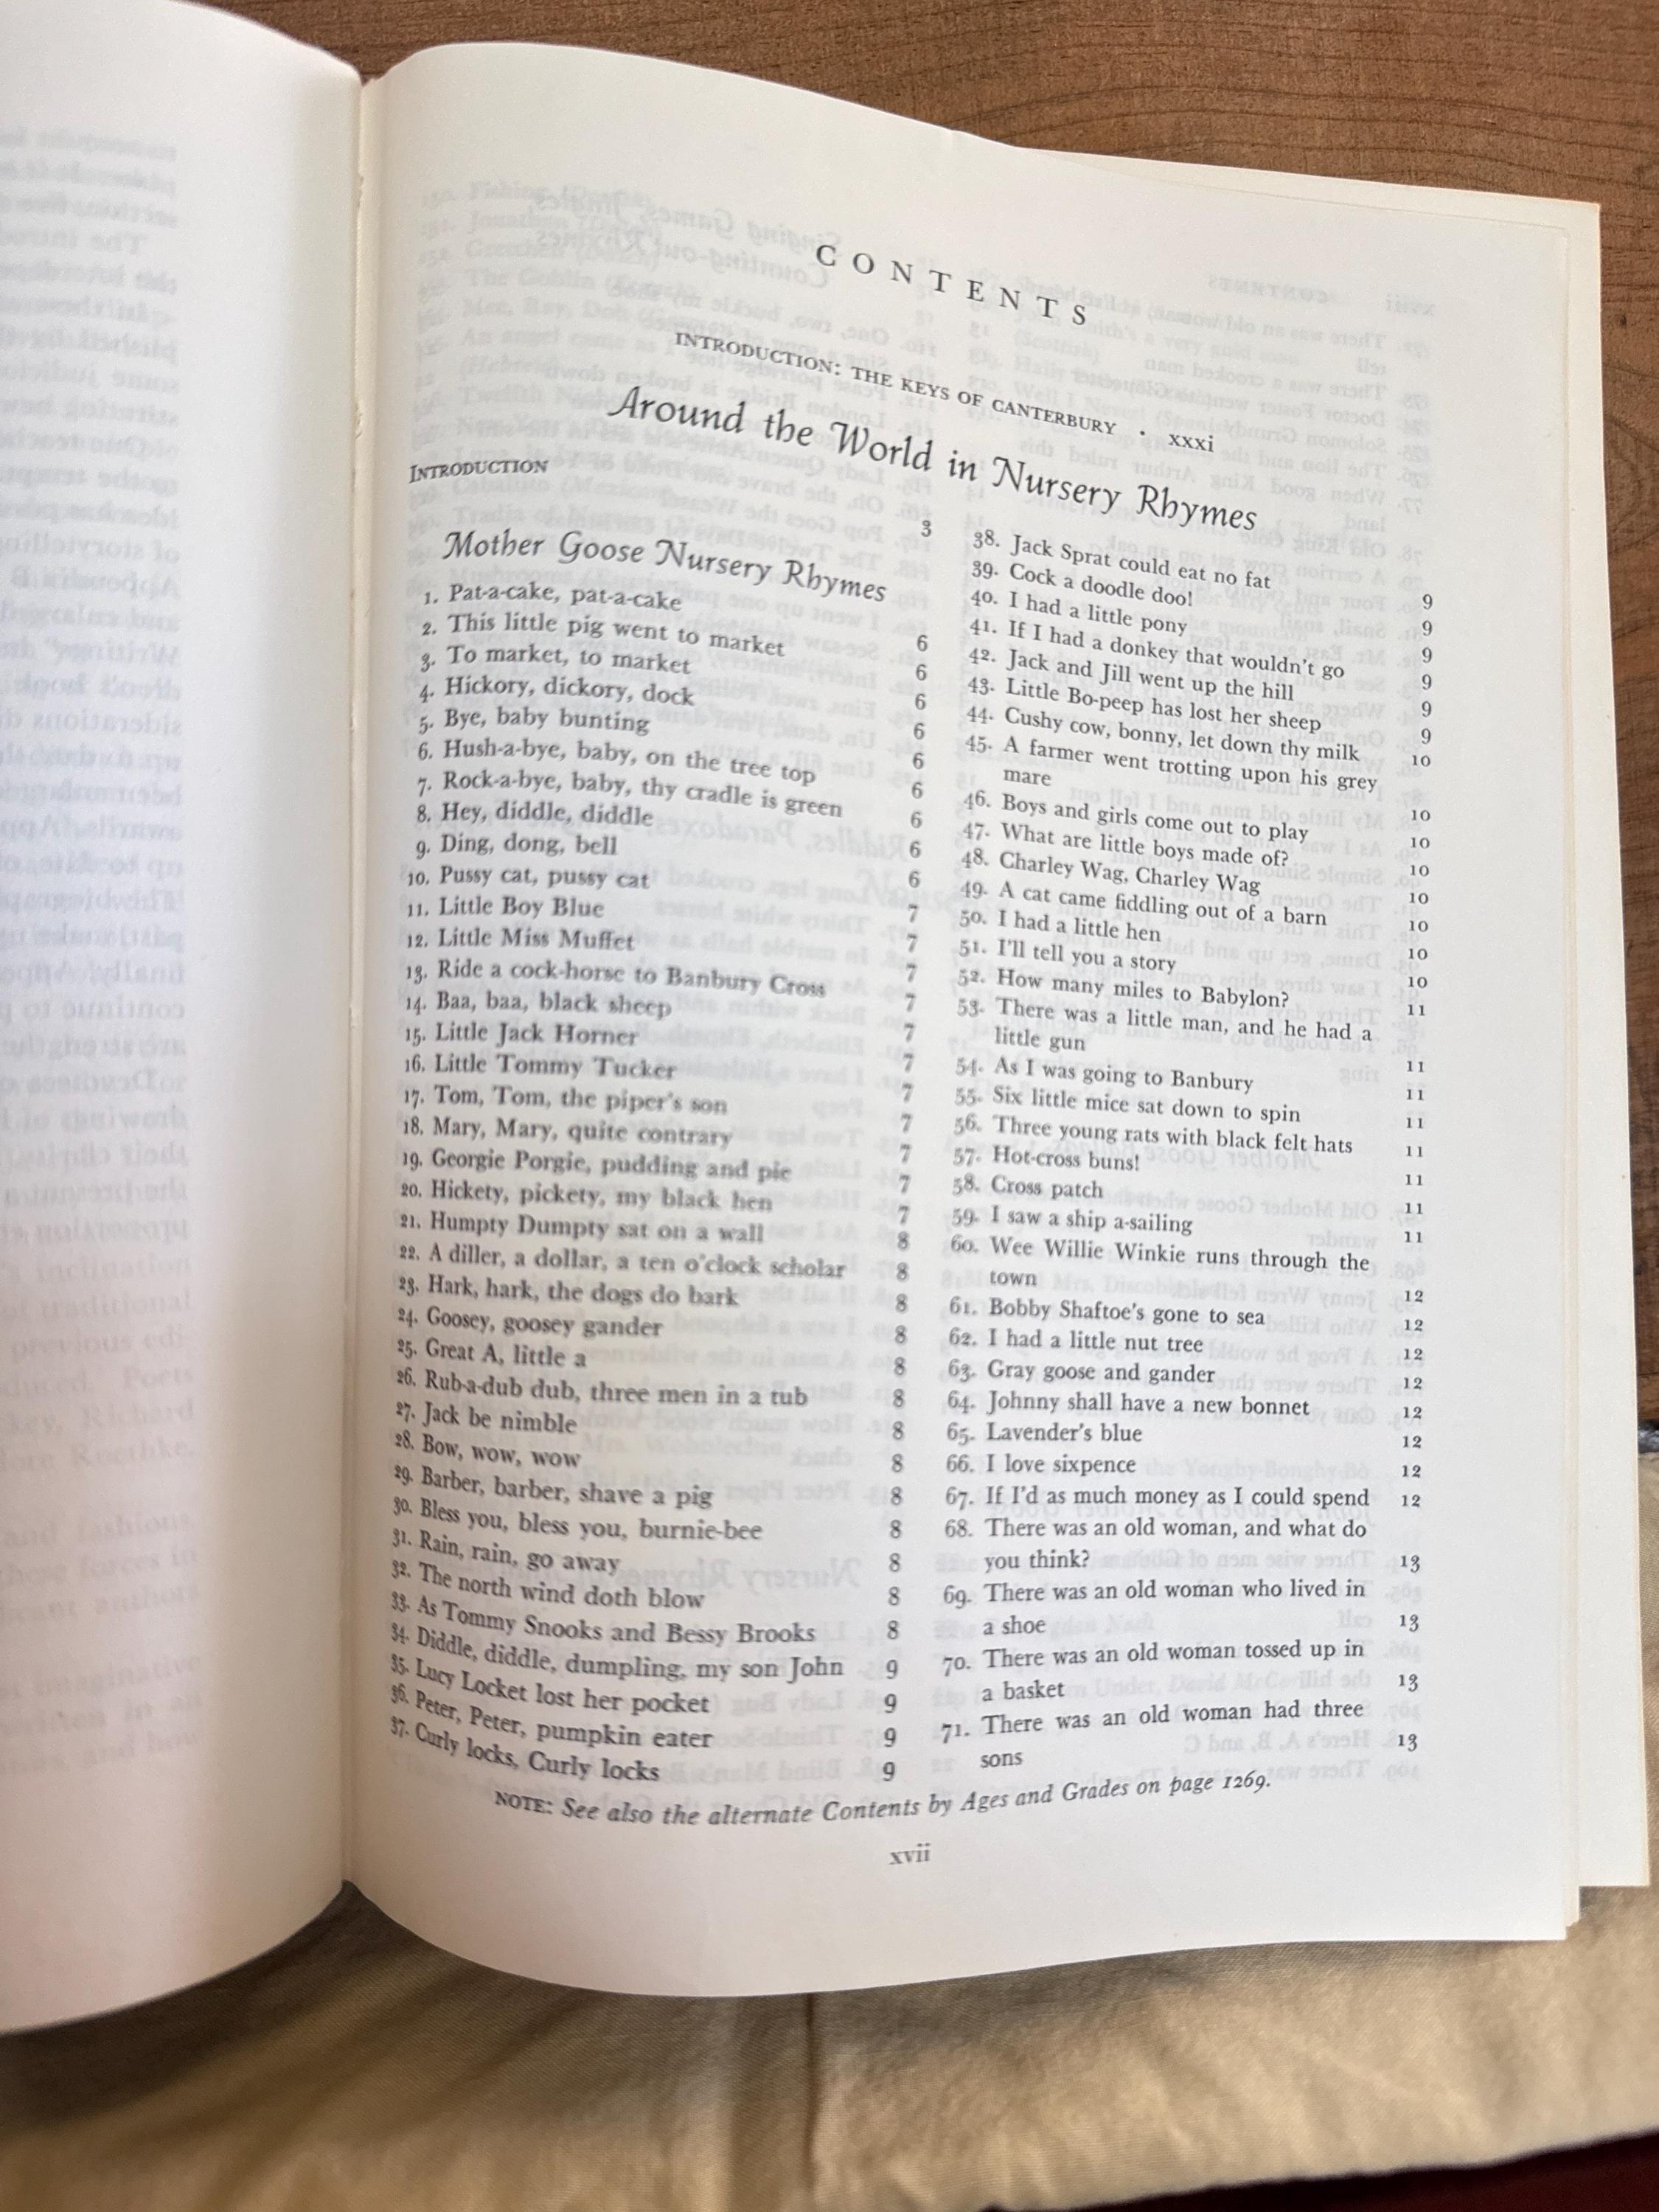 CONTENTS
INTRODUCTION: THE KEYS OF CANTERBURY · xxxi
Around the World in Nursery Rhymes
INTRODUCTION 3
Mother Goose Nursery Rhymes
1. Pat-a-cake, pat-a-cake 6
2. This little pig went to market 6
3. To market, to market 6
4. Hickory, dickory, dock 6
5. Bye, baby bunting 6
6. Hush-a-bye, baby, on the tree top 6
7. Rock-a-bye, baby, thy cradle is green 6
8. Hey, diddle, diddle 6
9. Ding, dong, bell 6
10. Pussy cat, pussy cat 7
11. Little Boy Blue 7
12. Little Miss Muffet 7
13. Ride a cock-horse to Banbury Cross 7
14. Baa, baa, black sheep 7
15. Little Jack Horner 7
16. Little Tommy Tucker 7
17. Tom, Tom, the piper's son 7
18. Mary, Mary, quite contrary 7
19. Georgie Porgie, pudding and pie 7
20. Hickety, pickety, my black hen 7
21. Humpty Dumpty sat on a wall 8
22. A diller, a dollar, a ten o'clock scholar 8
23. Hark, hark, the dogs do bark 8
24. Goosey, goosey gander 8
25. Great A, little a 8
26. Rub-a-dub dub, three men in a tub 8
27. Jack be nimble 8
28. Bow, wow, wow 8
29. Barber, barber, shave a pig 8
30. Bless you, bless you, burnie-bee 8
31. Rain, rain, go away 8
32. The north wind doth blow 8
33. As Tommy Snooks and Bessy Brooks 8
34. Diddle, diddle, dumpling, my son John 9
35. Lucy Locket lost her pocket 9
36. Peter, Peter, pumpkin eater 9
37. Curly locks, Curly locks 9
38. Jack Sprat could eat no fat 9
39. Cock a doodle doo! 9
40. I had a little pony 9
41. If I had a donkey that wouldn't go 9
42. Jack and Jill went up the hill 9
43. Little Bo-peep has lost her sheep 9
44. Cushy cow, bonny, let down thy milk 10
45. A farmer went trotting upon his grey
mare 10
46. Boys and girls come out to play 10
47. What are little boys made of? 10
48. Charley Wag, Charley Wag 10
49. A cat came fiddling out of a barn 10
50. I had a little hen 10
51. I'll tell you a story 10
52. How many miles to Babylon? 11
53. There was a little man, and he had a
little gun 11
54. As I was going to Banbury 11
55. Six little mice sat down to spin 11
56. Three young rats with black felt hats 11
57. Hot-cross buns! 11
58. Cross patch 11
59. I saw a ship a-sailing 11
60. Wee Willie Winkie runs through the
town 12
61. Bobby Shaftoe's gone to sea 12
62. I had a little nut tree 12
63. Gray goose and gander 12
64. Johnny shall have a new bonnet 12
65. Lavender's blue 12
66. I love sixpence 12
67. If I'd as much money as I could spend 12
68. There was an old woman, and what do
you think? 13
69. There was an old woman who lived in
a shoe 13
70. There was an old woman tossed up in
a basket 13
71. There was an old woman had three
sons 13
NOTE: See also the alternate Contents by Ages and Grades on page 1269.
xvii